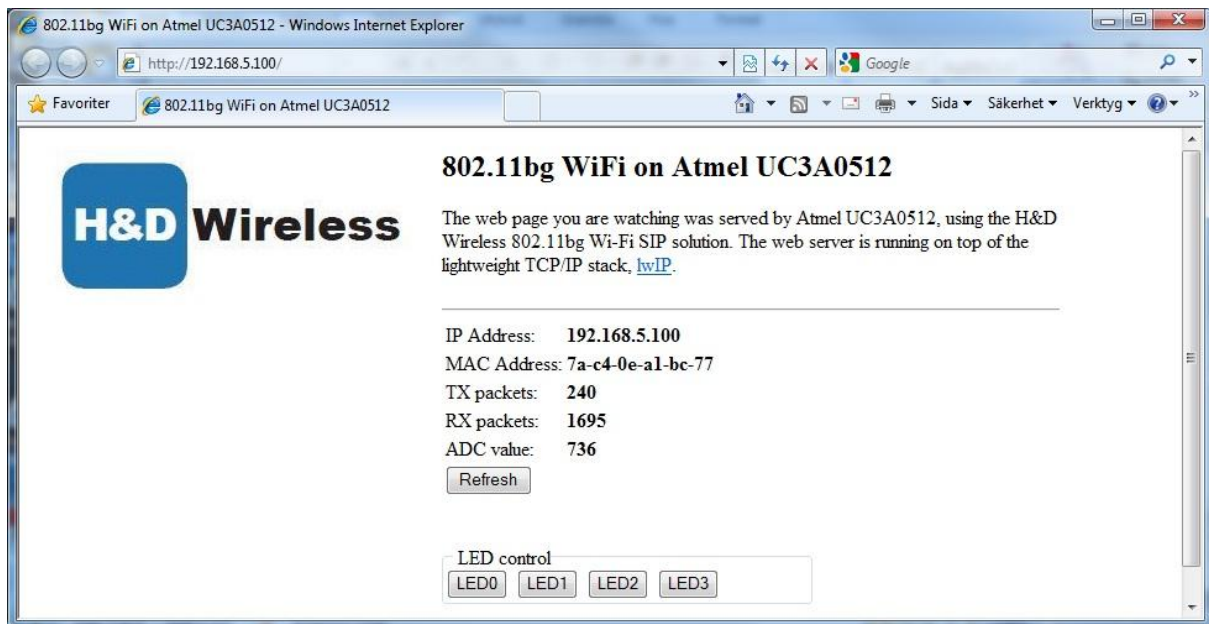 802.11bg WiFi on Atmel UC3A0512 - Windows Internet Explorer
http://192.168.5.100/
Google
Favoriter
802.11bg WiFi on Atmel UC3A0512
Sida
Säkerhet
Verktyg
H&D Wireless
802.11bg WiFi on Atmel UC3A0512
The web page you are watching was served by Atmel UC3A0512, using the H&D
Wireless 802.11bg Wi-Fi SIP solution. The web server is running on top of the
lightweight TCP/IP stack, lwIP.
IP Address: 192.168.5.100
MAC Address: 7a-c4-0e-a1-bc-77
TX packets: 240
RX packets: 1695
ADC value: 736
Refresh
LED control
LED0 LED1 LED2 LED3